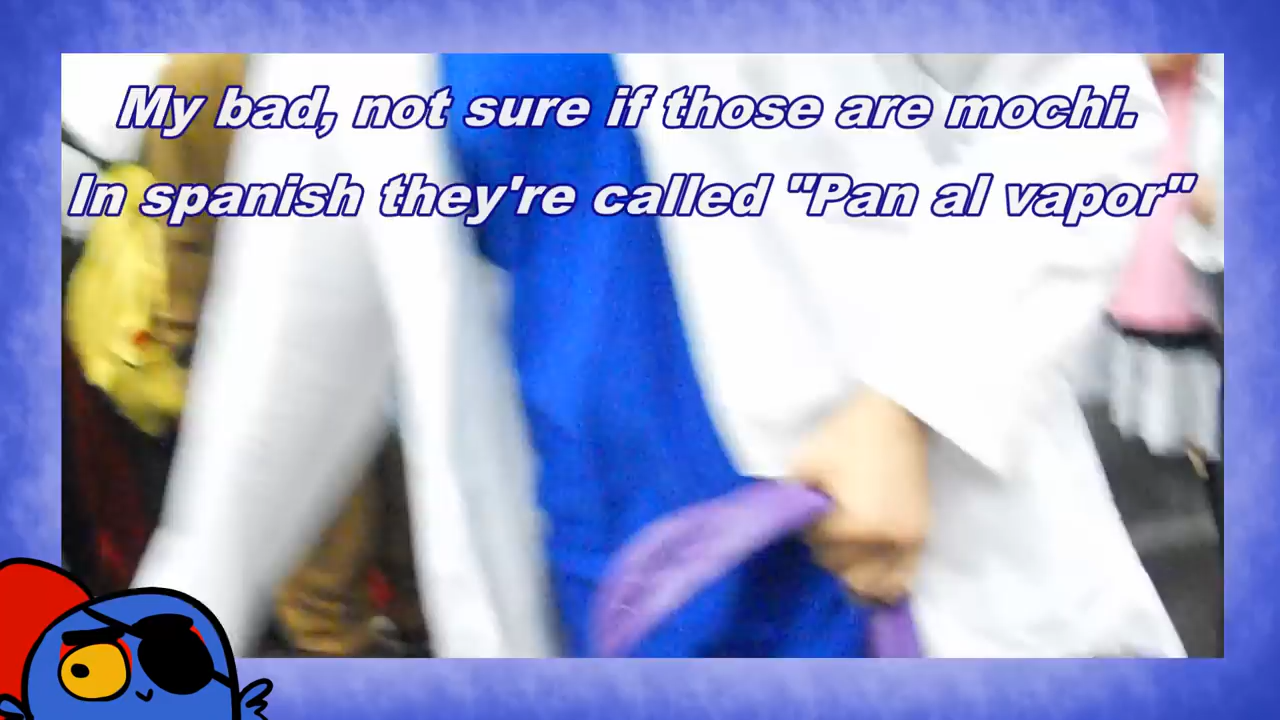 My bad, not sure if those are mochi.
In spanish they're called "Pan al vapor"